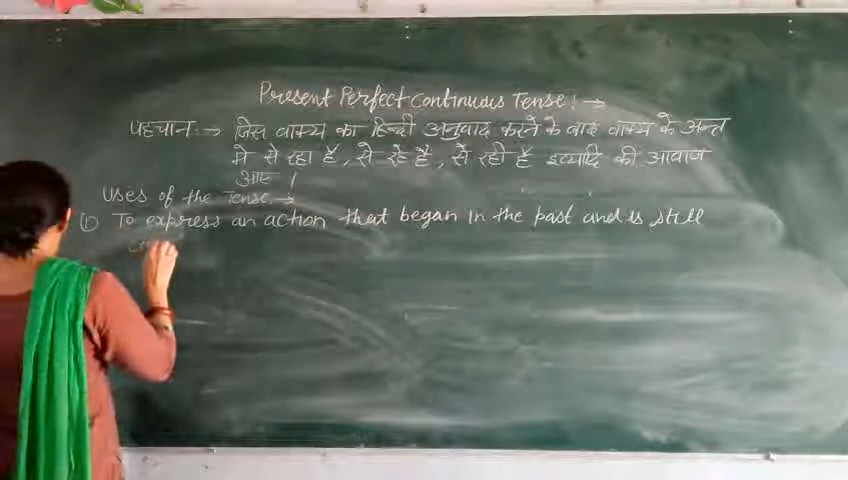 Present Perfect Continuous Tense! →
पहचान :→ जिस वाक्य का हिन्दी अनुवाद करने के बाद वाक्य के अन्त
मे से रहा है, से रहे है, से रही है इत्यादि की आवाज
आए।
Uses of the Tense :→
① To express an action that began in the past and is still